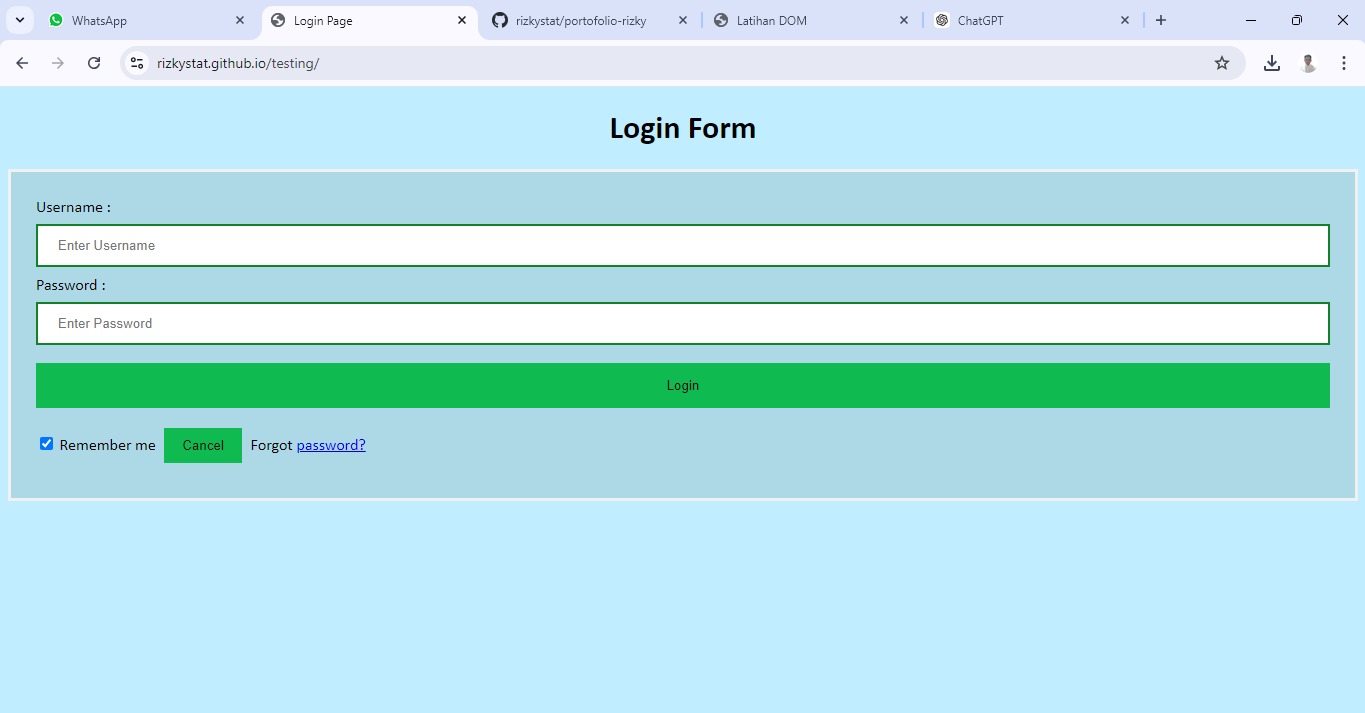 WhatsApp
Login Page
rizkystat/portofolio-rizky
Latihan DOM
ChatGPT
rizkystat.github.io/testing/
Login Form
Username :
Enter Username
Password :
Enter Password
Login
Remember me Cancel Forgot password?